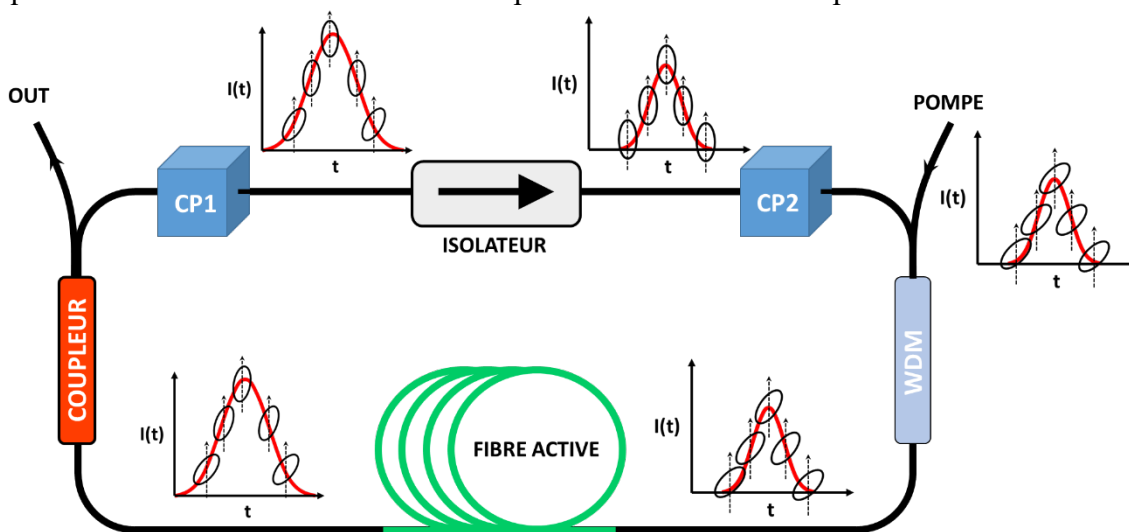 I(t)
t
I(t)
t
OUT
POMPE
CP1
CP2
ISOLATEUR
I(t)
t
COUPLEUR
WDM
I(t)
t
FIBRE ACTIVE
I(t)
t